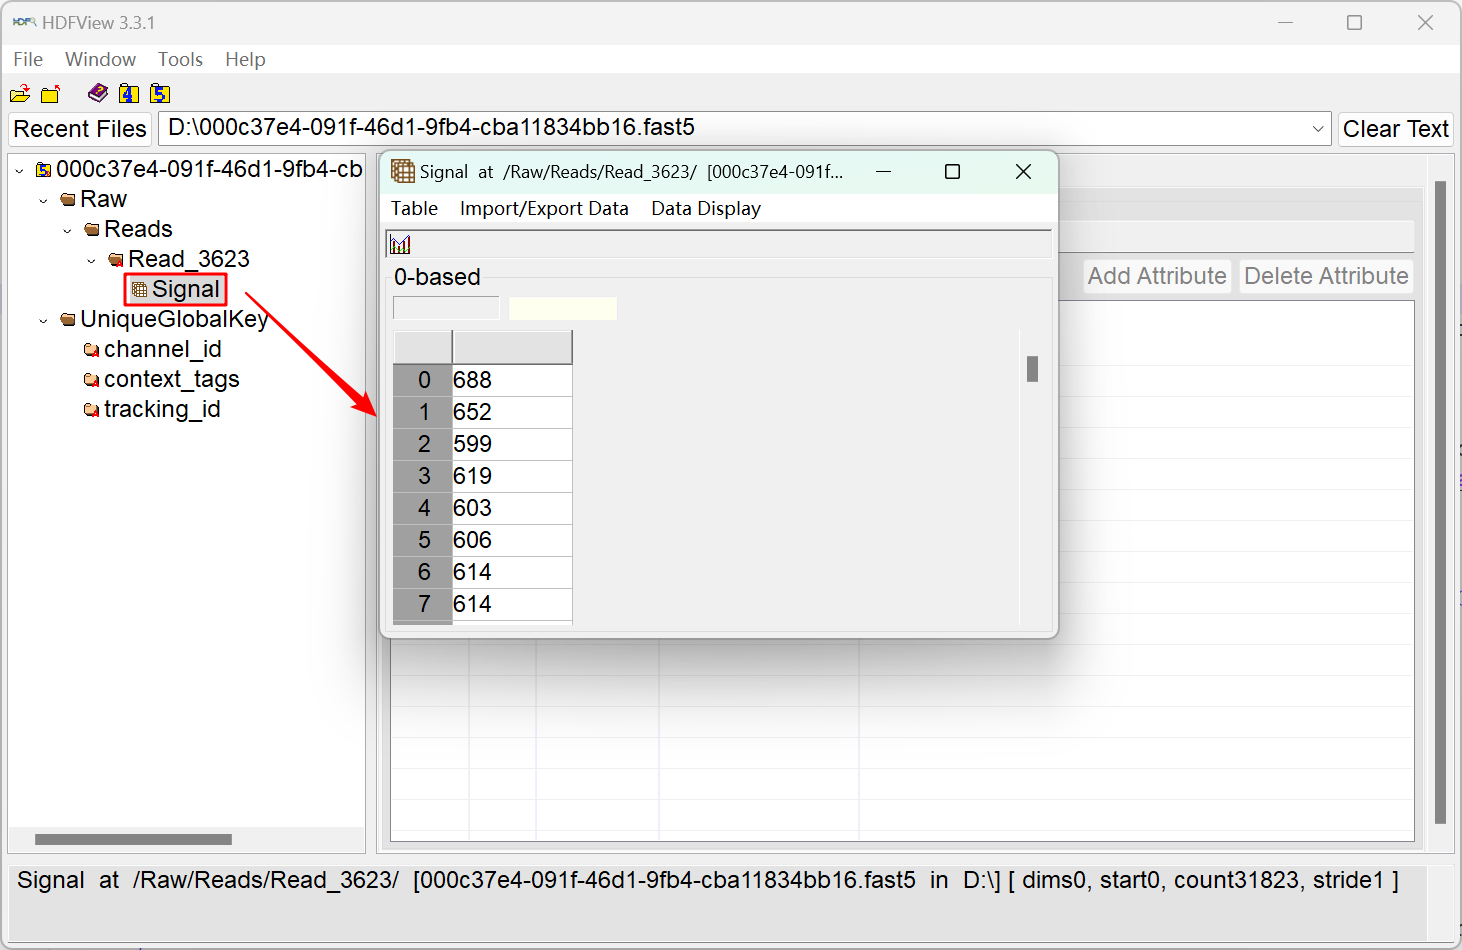 HDFView 3.3.1
File Window Tools Help
Recent Files D:\000c37e4-091f-46d1-9fb4-cba11834bb16.fast5 Clear Text
000c37e4-091f-46d1-9fb4-cb
Raw
Reads
Read_3623
Signal
UniqueGlobalKey
channel_id
context_tags
tracking_id
Signal at /Raw/Reads/Read_3623/ [000c37e4-091f...
Table Import/Export Data Data Display
0-based
0 688
1 652
2 599
3 619
4 603
5 606
6 614
7 614
Add Attribute Delete Attribute
Signal at /Raw/Reads/Read_3623/ [000c37e4-091f-46d1-9fb4-cba11834bb16.fast5 in D:\] [ dims0, start0, count31823, stride1 ]